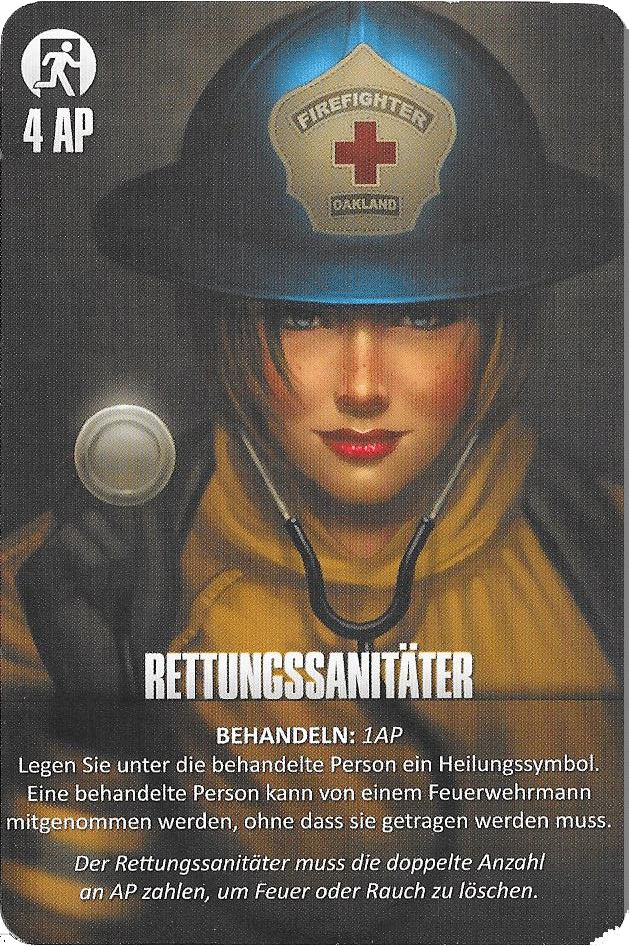 4 AP
FIREFIGHTER
OAKLAND
RETTUNGSSANITÄTER
BEHANDELN: 1AP
Legen Sie unter die behandelte Person ein Heilungssymbol.
Eine behandelte Person kann von einem Feuerwehrmann
mitgenommen werden, ohne dass sie getragen werden muss.
Der Rettungssanitäter muss die doppelte Anzahl
an AP zahlen, um Feuer oder Rauch zu löschen.